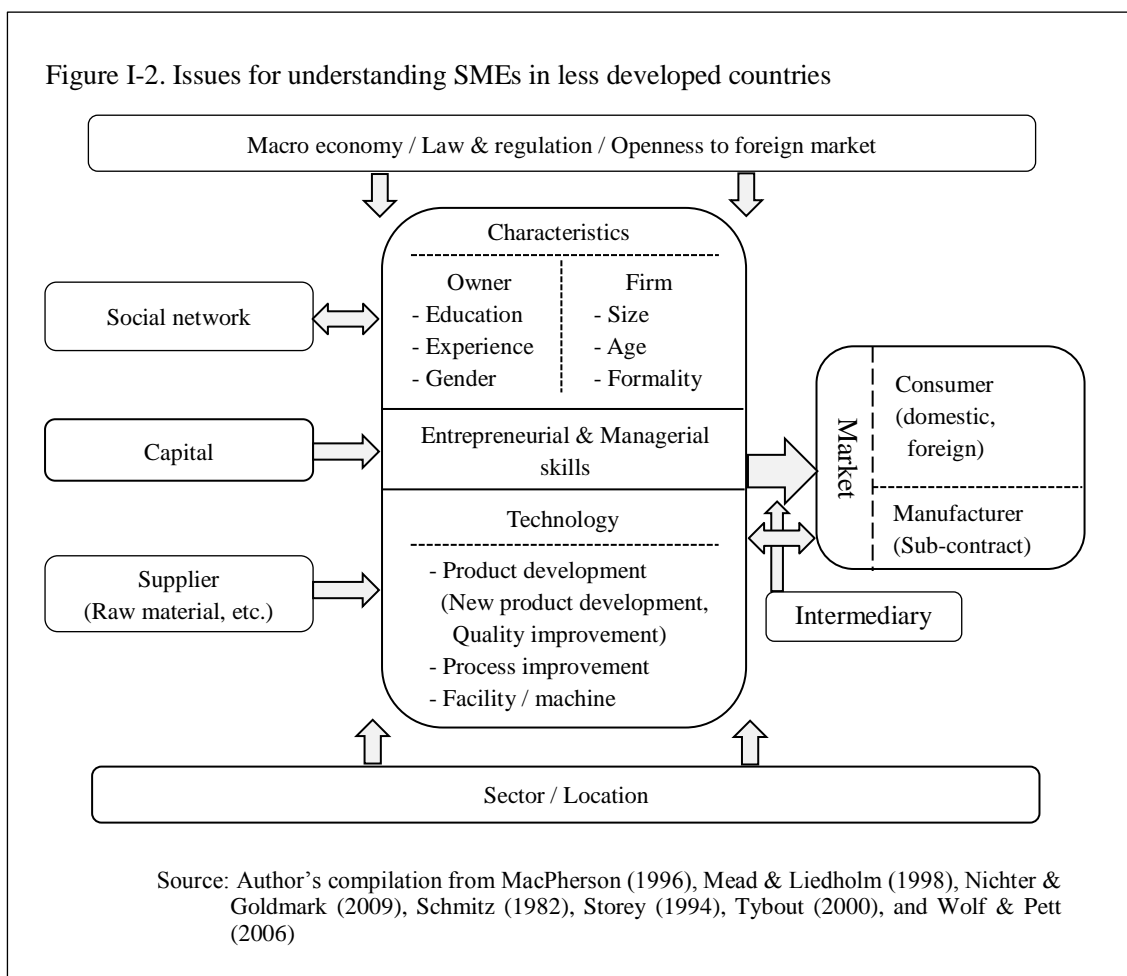 Figure I-2. Issues for understanding SMEs in less developed countries
Macro economy / Law & regulation / Openness to foreign market
Characteristics
Owner
- Education
- Experience
- Gender
Firm
- Size
- Age
- Formality
Social network
Capital
Entrepreneurial & Managerial
skills
Supplier
(Raw material, etc.)
Technology
- Product development
(New product development,
Quality improvement)
- Process improvement
- Facility / machine
Market
Consumer
(domestic,
foreign)
Manufacturer
(Sub-contract)
Intermediary
Sector / Location
Source: Author's compilation from MacPherson (1996), Mead & Liedholm (1998), Nichter &
Goldmark (2009), Schmitz (1982), Storey (1994), Tybout (2000), and Wolf & Pett
(2006)